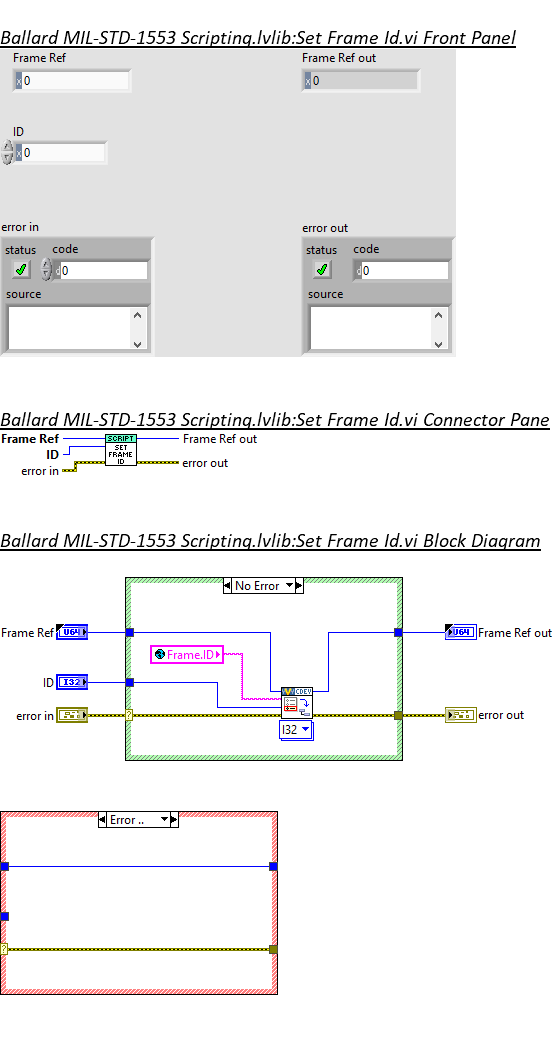 Ballard MIL-STD-1553 Scripting.lvlib:Set Frame Id.vi Front Panel
Frame Ref
Frame Ref out
x 0
x 0
ID
x 0
error in
error out
status code
status code
d 0
d 0
source
source
Ballard MIL-STD-1553 Scripting.lvlib:Set Frame Id.vi Connector Pane
Frame Ref
SCRIPT
Frame Ref out
ID
SET
FRAME
ID
error in
error out
Ballard MIL-STD-1553 Scripting.lvlib:Set Frame Id.vi Block Diagram
No Error
Frame Ref
U64
U64
Frame Ref out
Frame.ID
ID
I32
CDEV
error in
?
error out
I32
Error ..
?